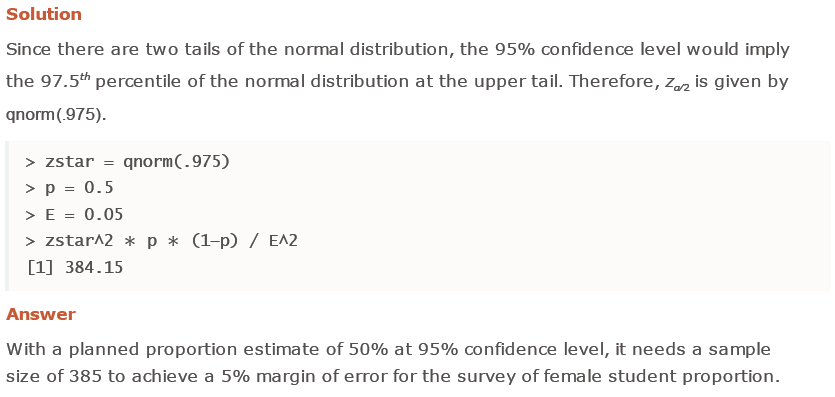 Solution
Since there are two tails of the normal distribution, the 95% confidence level would imply
the 97.5th percentile of the normal distribution at the upper tail. Therefore, zα/2 is given by
qnorm(.975).
> zstar = qnorm(.975)
> p = 0.5
> E = 0.05
> zstar^2 ∗ p ∗ (1−p) / E^2
[1] 384.15
Answer
With a planned proportion estimate of 50% at 95% confidence level, it needs a sample
size of 385 to achieve a 5% margin of error for the survey of female student proportion.